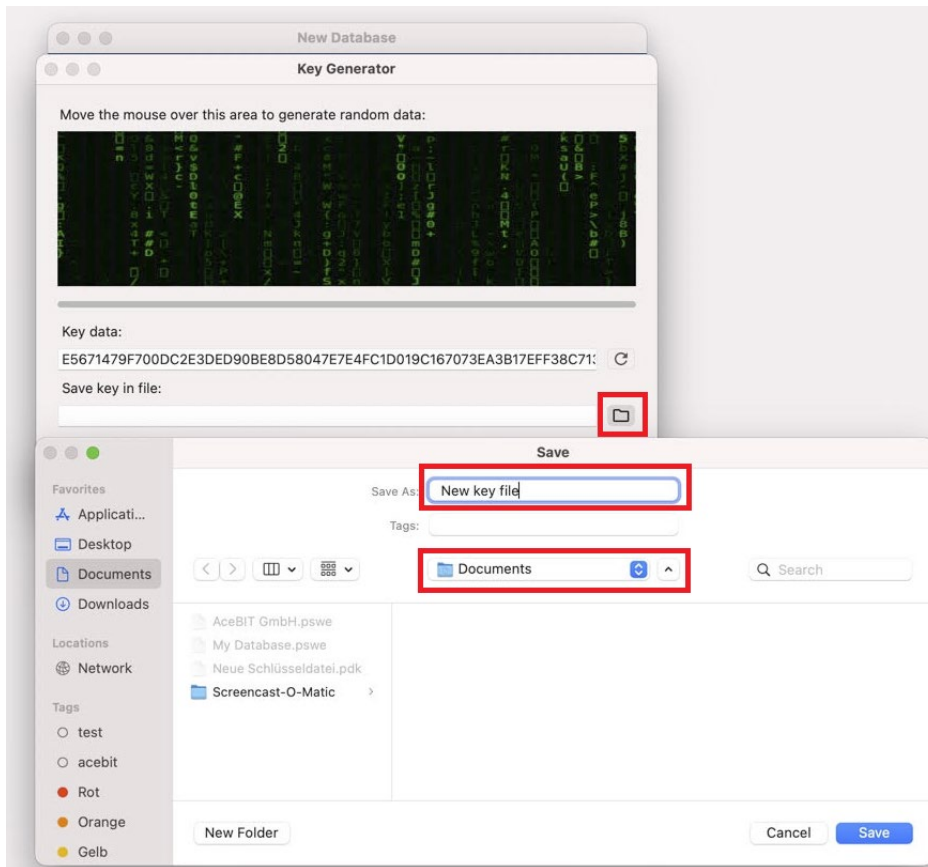 New Database
Key Generator
Move the mouse over this area to generate random data:
Key data:
E5671479F700DC2E3DED90BE8D58047E7E4FC1D019C167073EA3B17EFF38C713
Save key in file:
Save
Favorites
Applicati...
Desktop
Documents
Downloads
Locations
Network
Tags
test
acebit
Rot
Orange
Gelb
Save As: New key file
Tags:
Documents
Search
AceBIT GmbH.pswe
My Database.pswe
Neue Schlüsseldatei.pdk
Screencast-O-Matic
New Folder
Cancel
Save